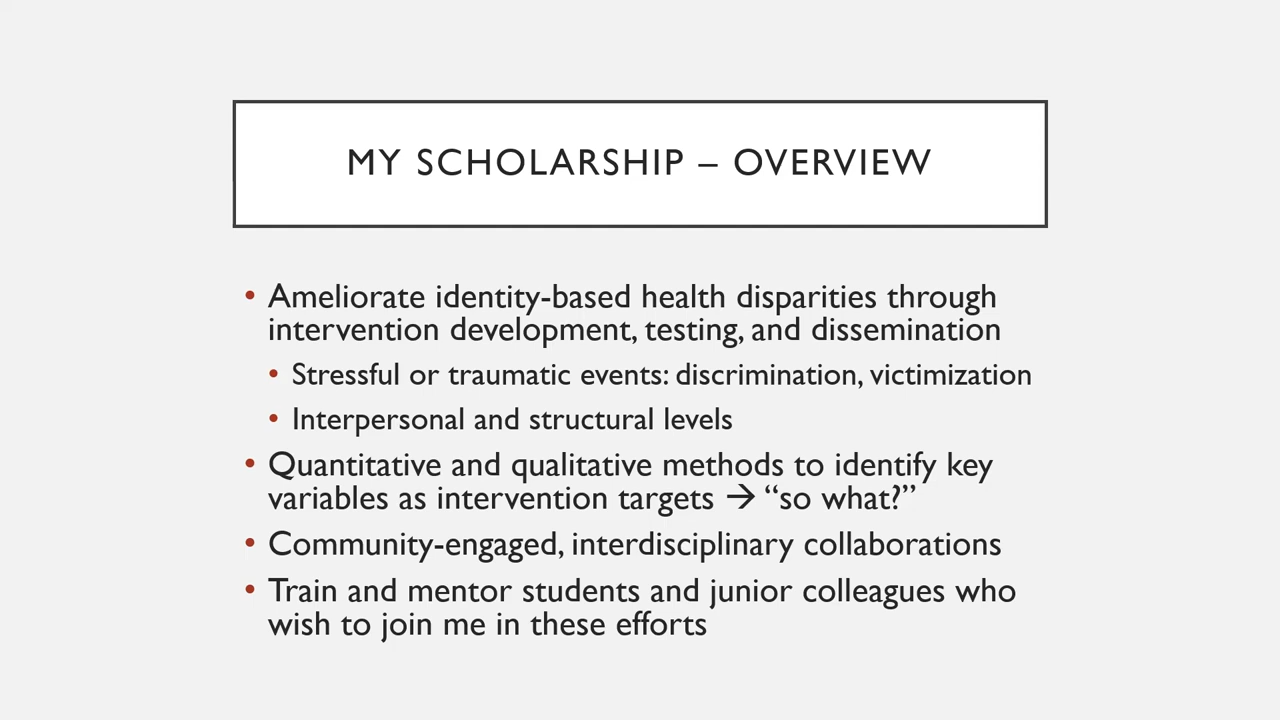 MY SCHOLARSHIP – OVERVIEW
• Ameliorate identity-based health disparities through
intervention development, testing, and dissemination
• Stressful or traumatic events: discrimination, victimization
• Interpersonal and structural levels
• Quantitative and qualitative methods to identify key
variables as intervention targets → “so what?”
• Community-engaged, interdisciplinary collaborations
• Train and mentor students and junior colleagues who
wish to join me in these efforts